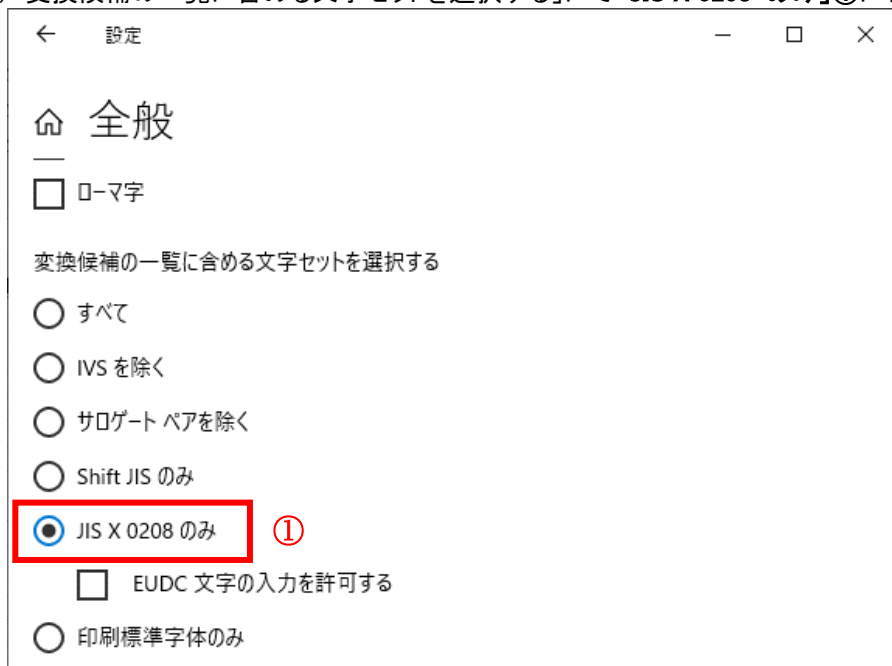 設定
全般
ローマ字
変換候補の一覧に含める文字セットを選択する
すべて
IVS を除く
サロゲート ペアを除く
Shift JIS のみ
JIS X 0208 のみ ①
EUDC 文字の入力を許可する
印刷標準字体のみ